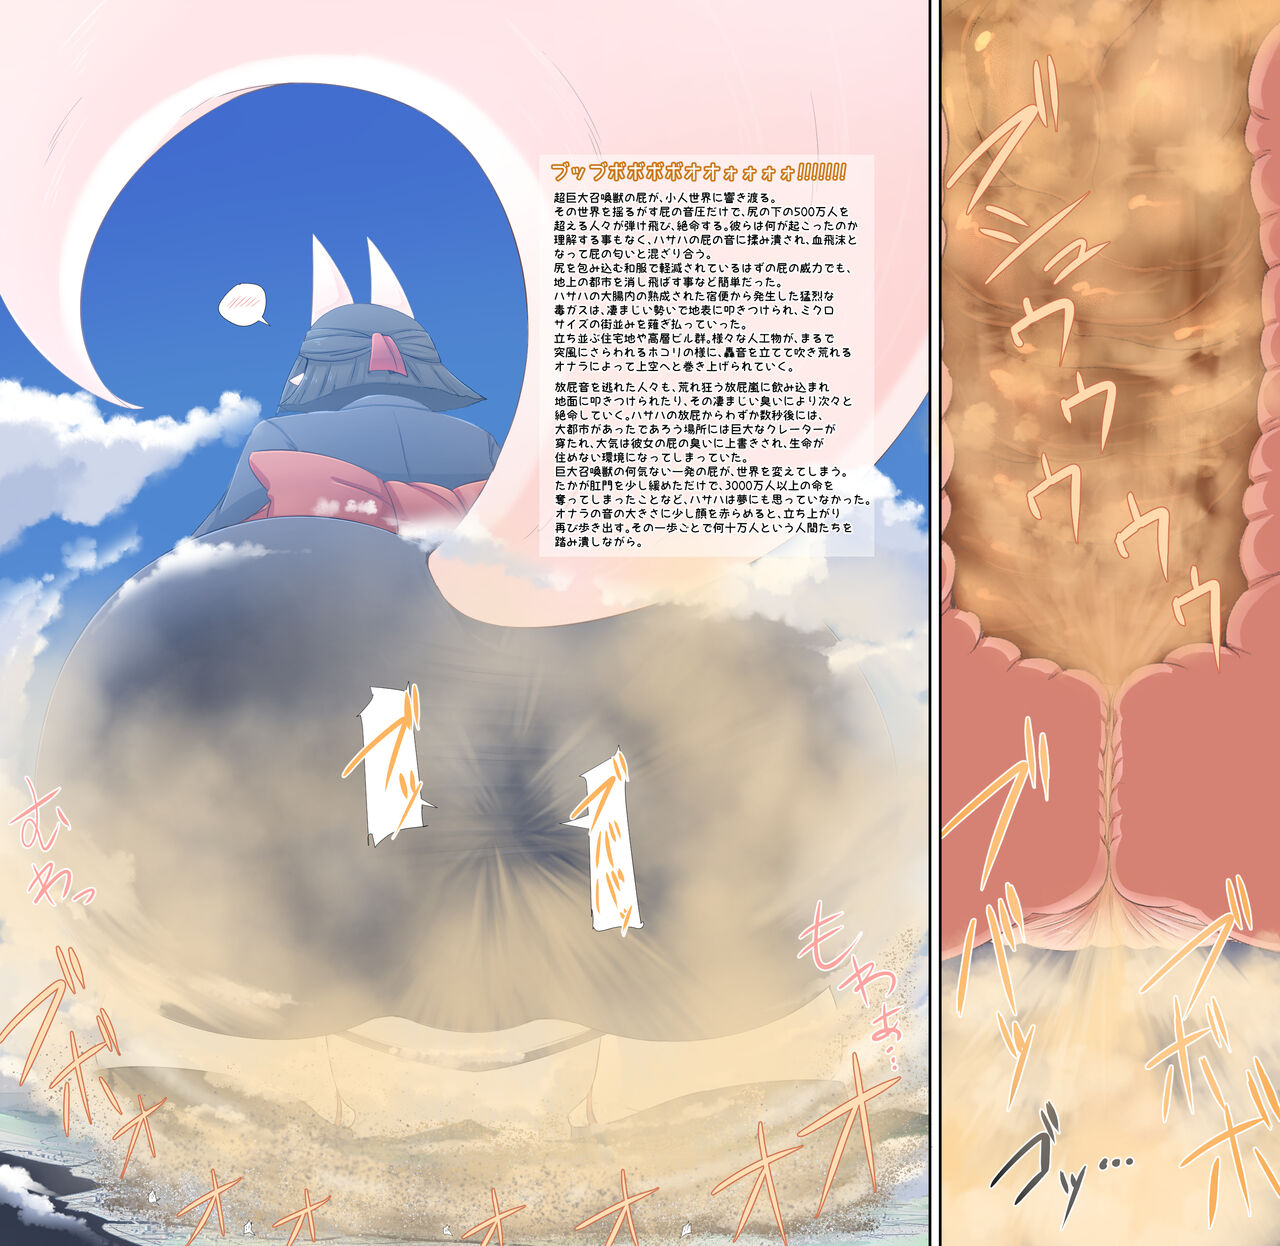 ブップボボボボオオォォォォ!!!!!!!
超巨大召喚獣の屁が、小人世界に響き渡る。
その世界を揺るがす屁の音圧だけで、尻の下の500万人を
超える人々が弾け飛び、絶命する。彼らは何が起こったのか
理解する事もなく、ハサハの屁の音に揉み潰され、血飛沫と
なって屁の匂いと混ざり合う。
尻を包み込む和服で軽減されているはずの屁の威力でも、
地上の都市を消し飛ばす事など簡単だった。
ハサハの大腸内の熟成された宿便から発生した猛烈な
毒ガスは、凄まじい勢いで地表に叩きつけられ、ミクロ
サイズの街並みを薙ぎ払っていった。
立ち並ぶ住宅地や高層ビル群。様々な人工物が、まるで
突風にさらわれるホコリの様に、轟音を立てて吹き荒れる
オナラによって上空へと巻き上げられていく。
放屁音を逃れた人々も、荒れ狂う放屁嵐に飲み込まれ
地面に叩きつけられたり、その凄まじい臭いにより次々と
絶命していく。ハサハの放屁からわずか数秒後には、
大都市があったであろう場所には巨大なクレーターが
穿たれ、大気は彼女の屁の臭いに上書きされ、生命が
住めない環境になってしまっていた。
巨大召喚獣の何気ない一発の屁が、世界を変えてしまう。
たかが肛門を少し緩めただけで、3000万人以上の命を
奪ってしまったことなど、ハサハは夢にも思っていなかった。
オナラの音の大きさに少し顔を赤らめると、立ち上がり
再び歩き出す。その一歩ごとで何十万人という人間たちを
踏み潰しながら。
ブウッ
ブババッ
むわっ
もわぁ…
ブボオオオオオオオ
ブゥウウウ
ブ
ブッ
ブボ
ゴッ…